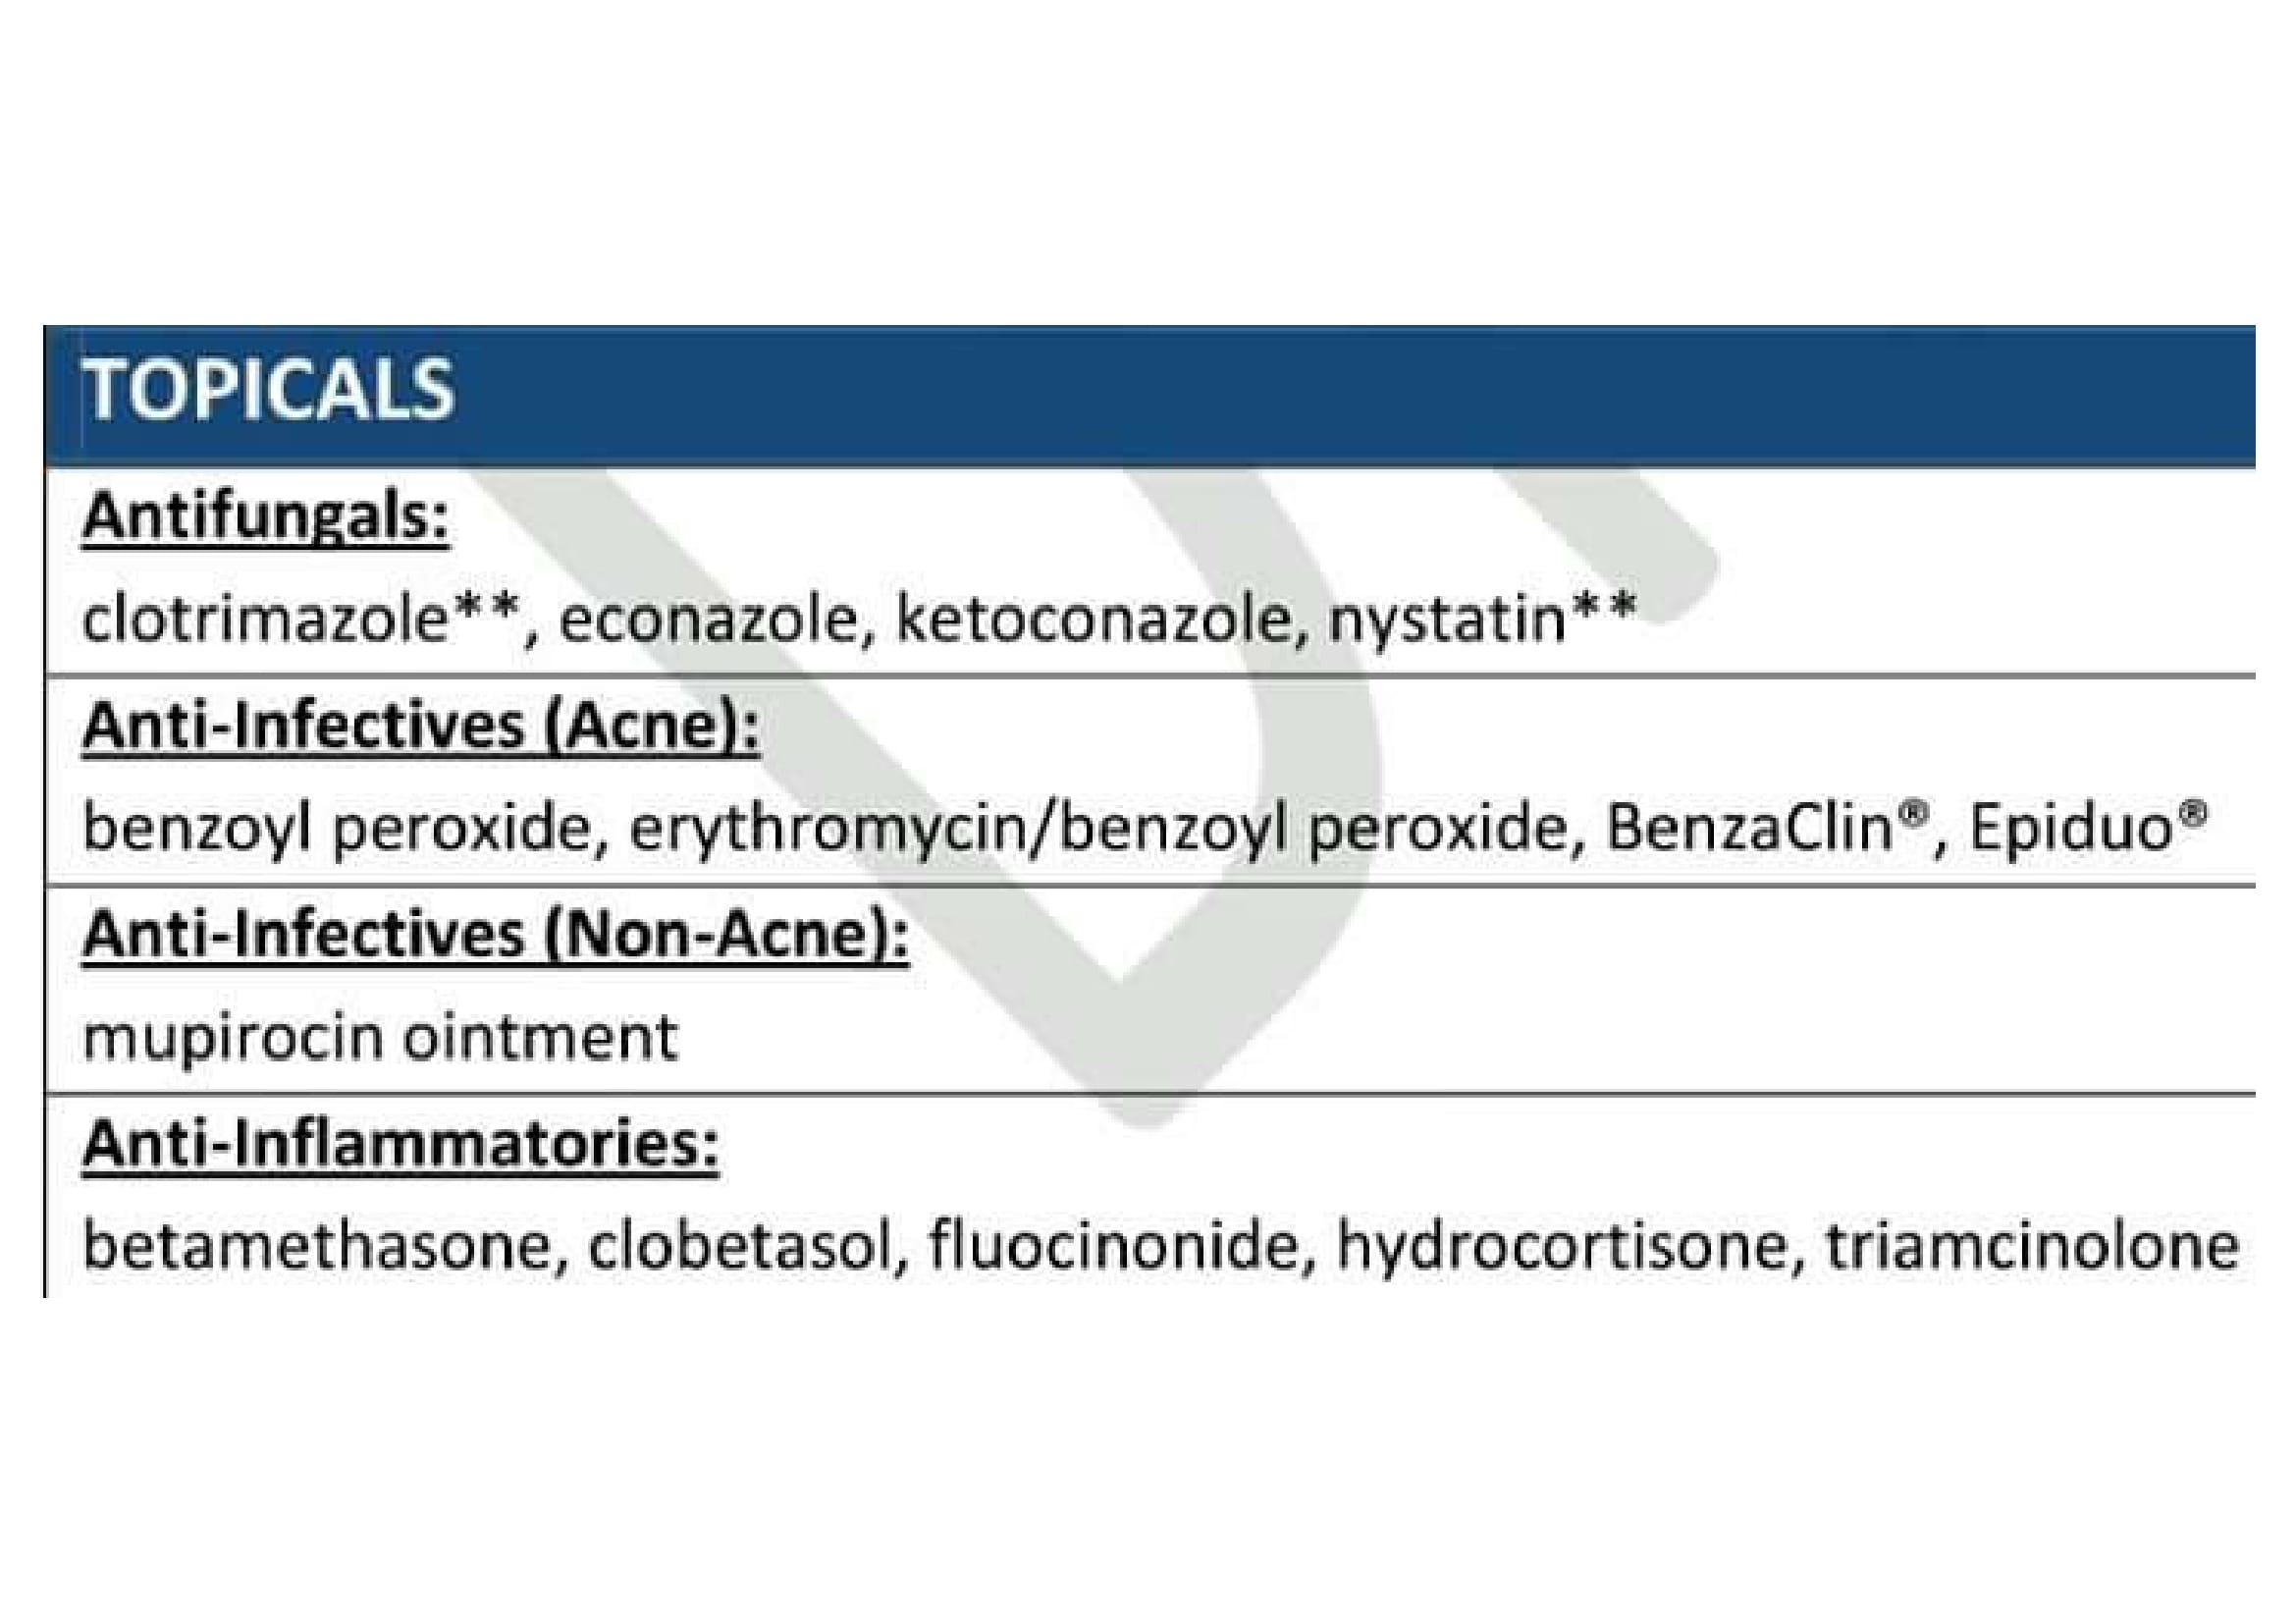 TOPICALS
Antifungals:
clotrimazole**, econazole, ketoconazole, nystatin**
Anti-Infectives (Acne):
benzoyl peroxide, erythromycin/benzoyl peroxide, BenzaClin®, Epiduo®
Anti-Infectives (Non-Acne):
mupirocin ointment
Anti-Inflammatories:
betamethasone, clobetasol, fluocinonide, hydrocortisone, triamcinolone